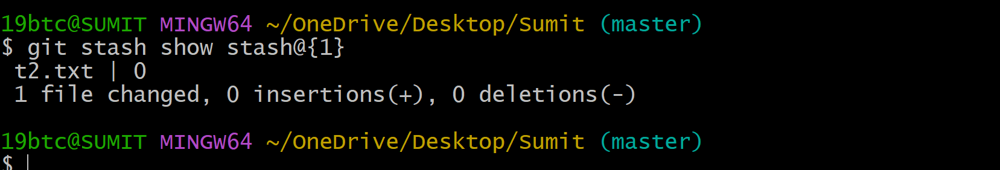 19btc@SUMIT MINGW64 ~/OneDrive/Desktop/Sumit (master)
$ git stash show stash@{1}
 t2.txt | 0
 1 file changed, 0 insertions(+), 0 deletions(-)

19btc@SUMIT MINGW64 ~/OneDrive/Desktop/Sumit (master)
$